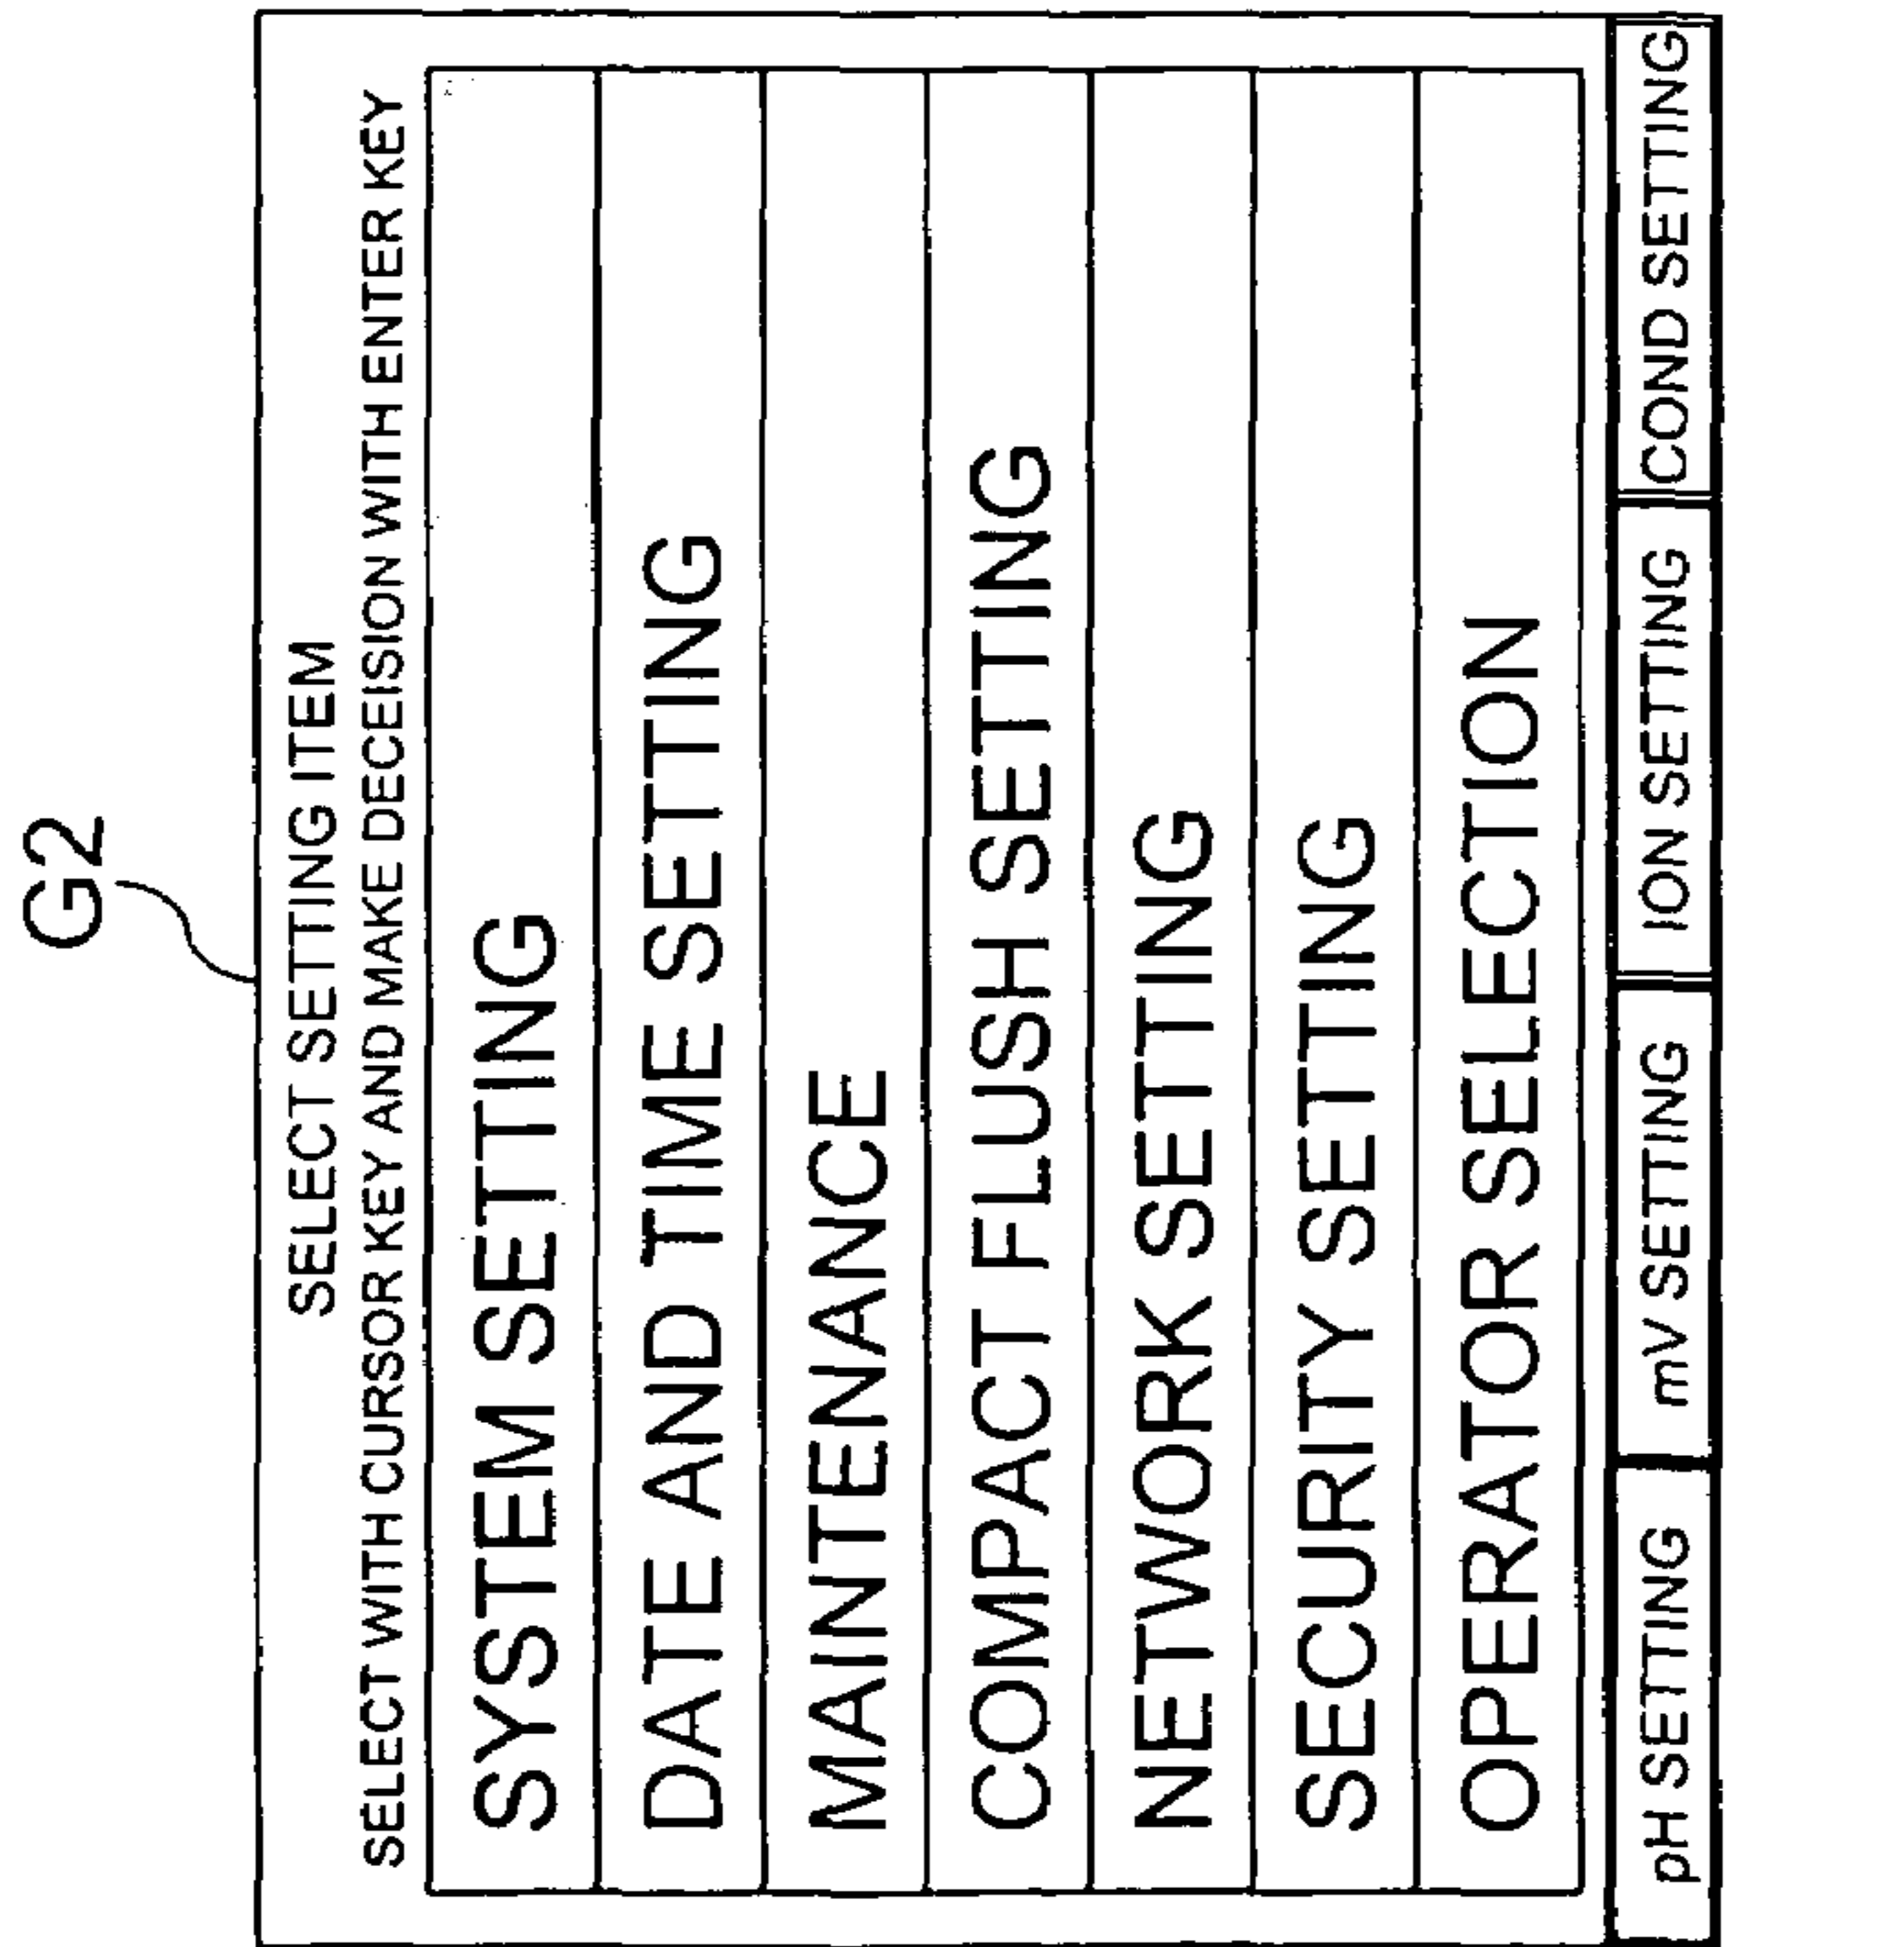 G2
SELECT SETTING ITEM
SELECT WITH CURSOR KEY AND MAKE DECEISION WITH ENTER KEY
SYSTEM SETTING
DATE AND TIME SETTING
MAINTENANCE
COMPACT FLUSH SETTING
NETWORK SETTING
SECURITY SETTING
OPERATOR SELECTION
pH SETTING
mV SETTING
ION SETTING
COND SETTING